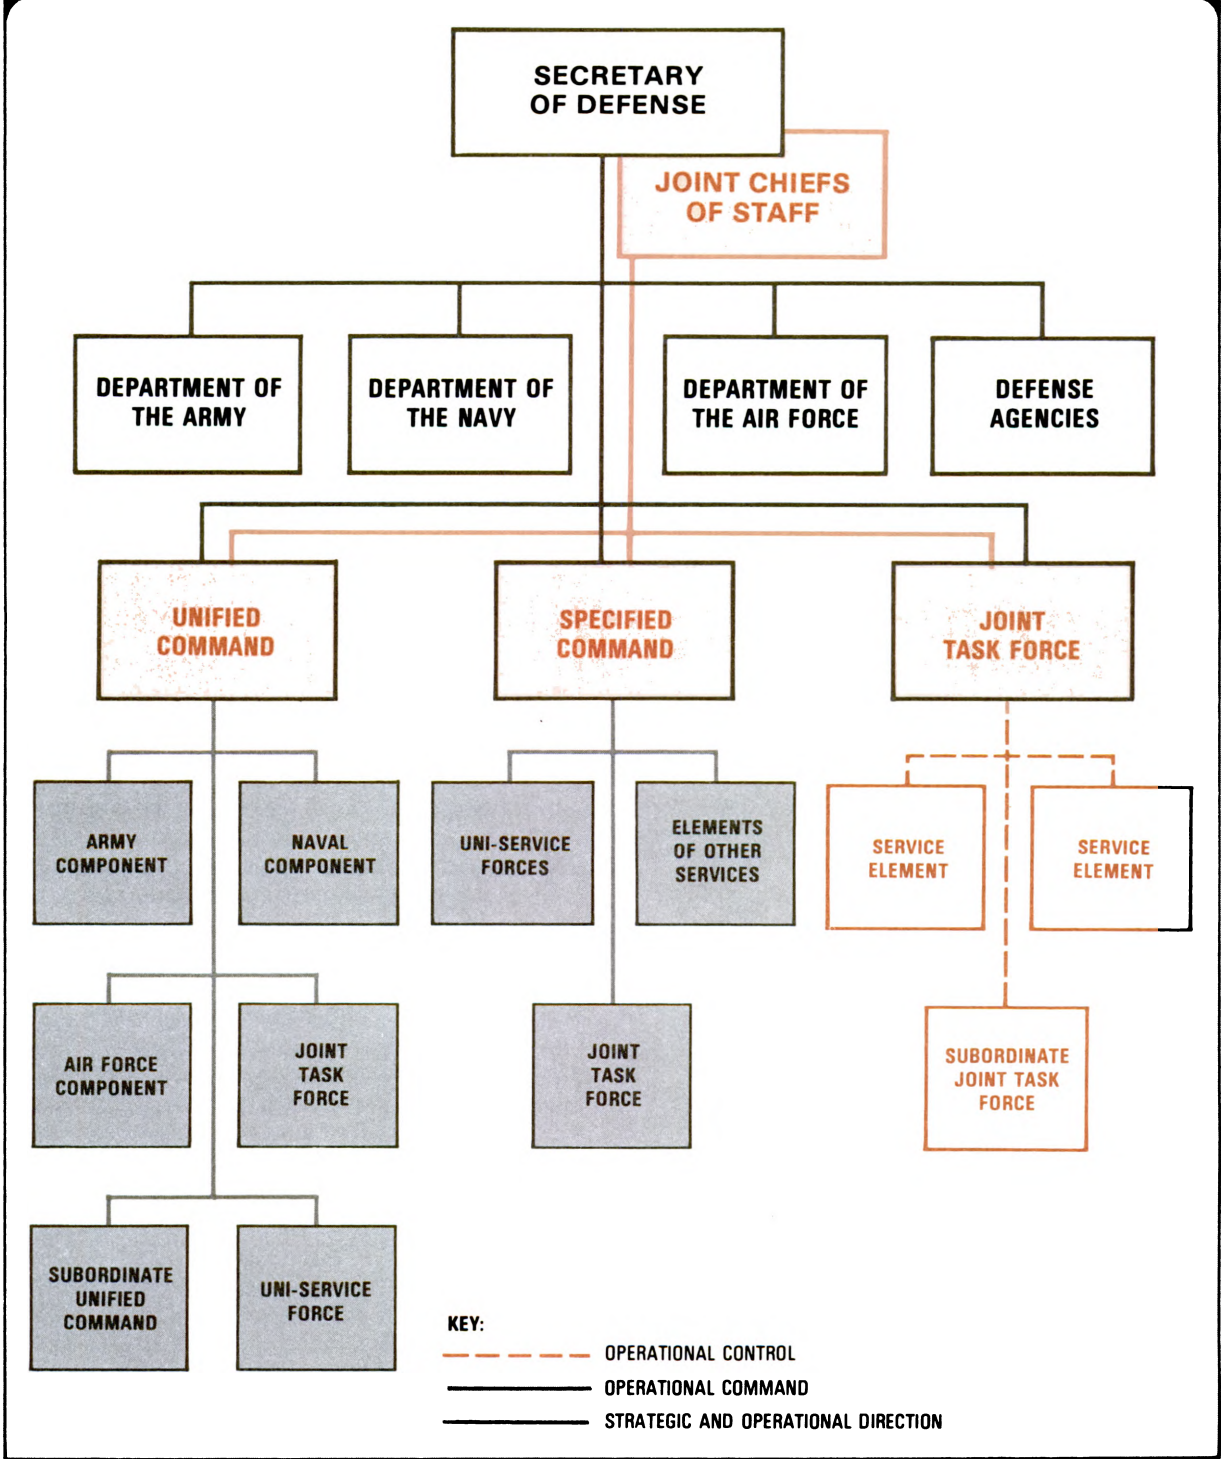 SECRETARY
OF DEFENSE
JOINT CHIEFS
OF STAFF
DEPARTMENT OF
THE ARMY
DEPARTMENT OF
THE NAVY
DEPARTMENT OF
THE AIR FORCE
DEFENSE
AGENCIES
UNIFIED
COMMAND
SPECIFIED
COMMAND
JOINT
TASK FORCE
ARMY
COMPONENT
NAVAL
COMPONENT
UNI-SERVICE
FORCES
ELEMENTS
OF OTHER
SERVICES
SERVICE
ELEMENT
SERVICE
ELEMENT
AIR FORCE
COMPONENT
JOINT
TASK
FORCE
JOINT
TASK
FORCE
SUBORDINATE
JOINT TASK
FORCE
SUBORDINATE
UNIFIED
COMMAND
UNI-SERVICE
FORCE
KEY:
OPERATIONAL CONTROL
OPERATIONAL COMMAND
STRATEGIC AND OPERATIONAL DIRECTION